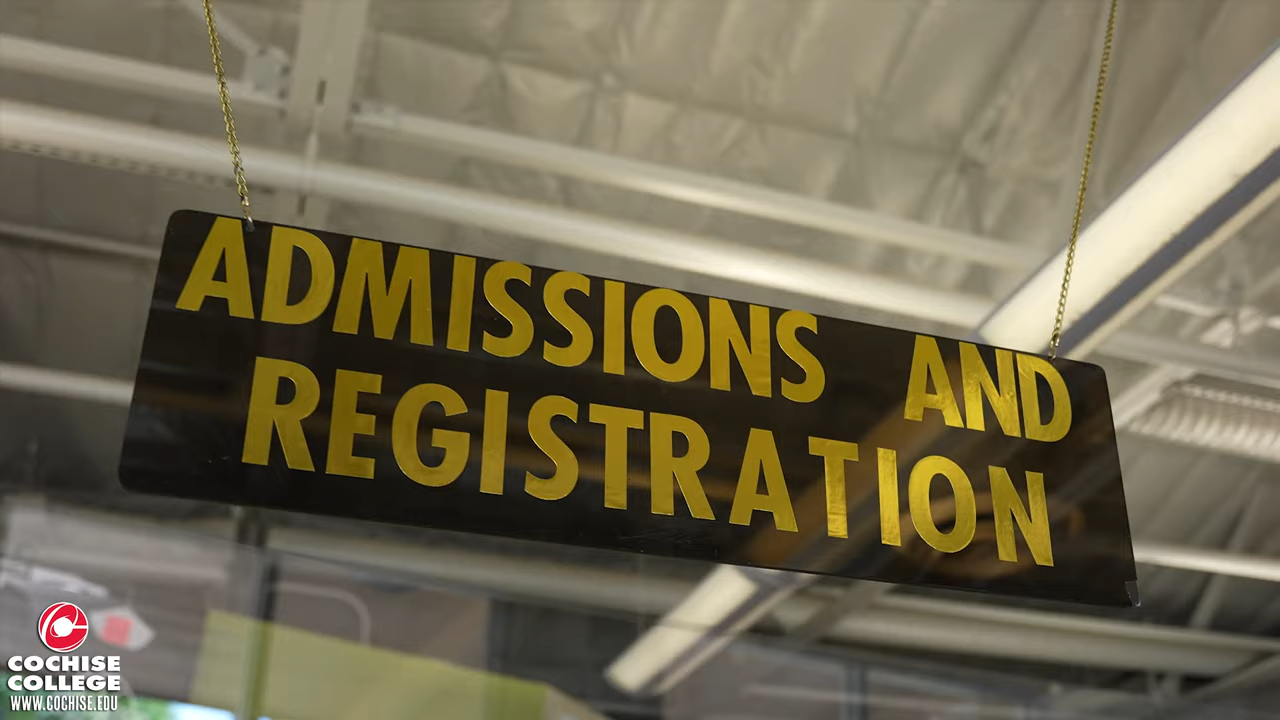 ADMISSIONS AND
REGISTRATION
COCHISE
COLLEGE
WWW.COCHISE.EDU